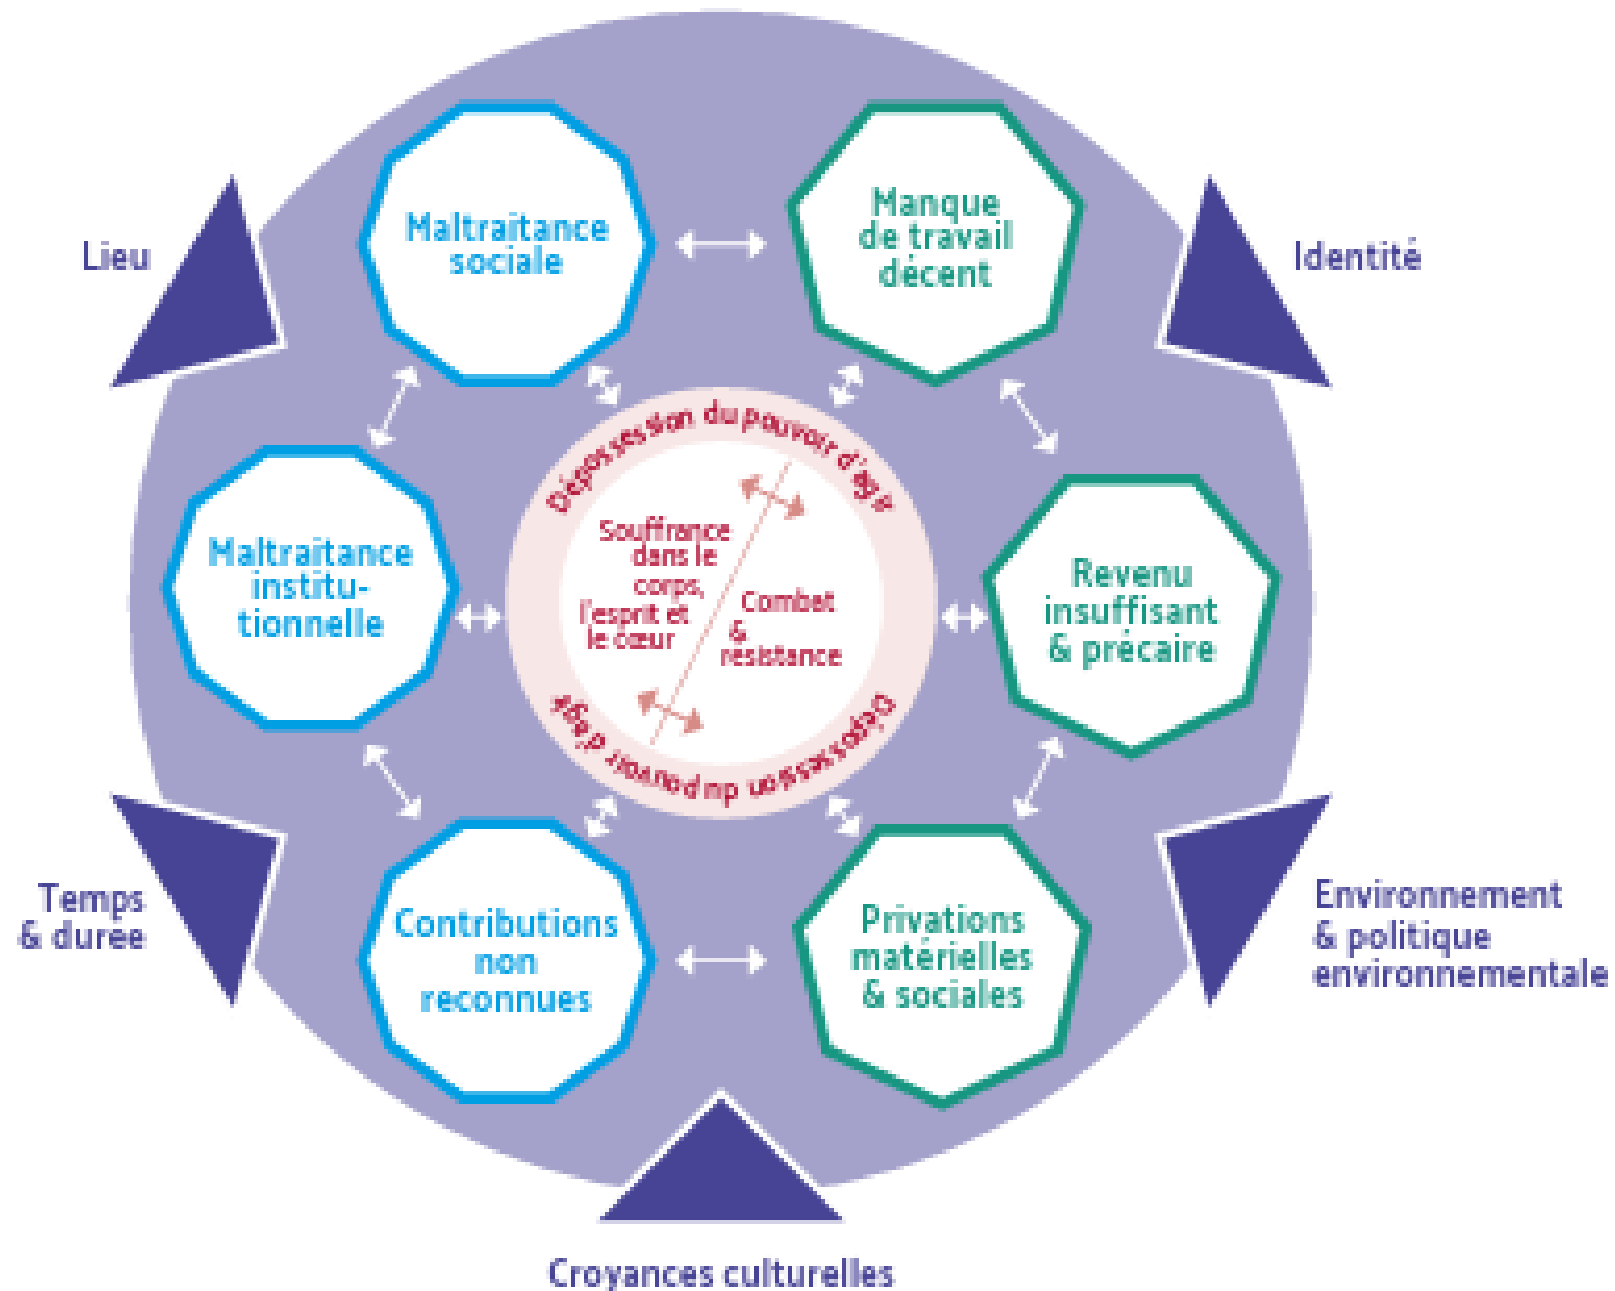 Maltraitance
sociale
Manque
de travail
décent
Lieu
Identité
Dépossession du pouvoir d'agir
Souffrance
dans le
corps,
l'esprit et
le cœur
Combat
&
résistance
Dépossession du pouvoir d'agir
Maltraitance
institu-
tionnelle
Revenu
insuffisant
& précaire
Temps
& durée
Contributions
non
reconnues
Privations
matérielles
& sociales
Environnement
& politique
environnementale
Croyances culturelles